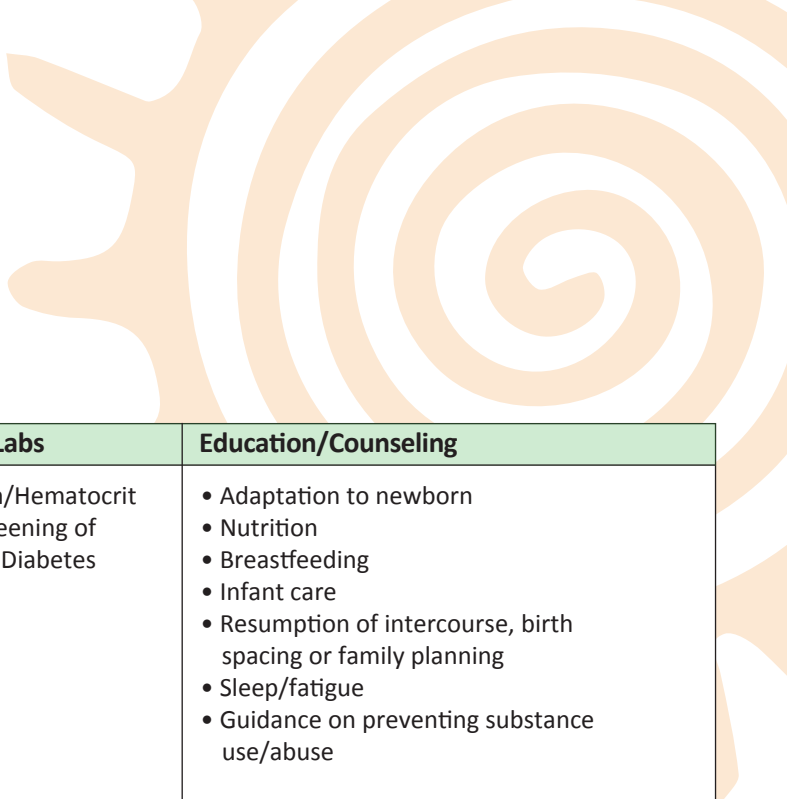 Labs
/Hematocrit
eening of
Diabetes
Education/Counseling
• Adaptation to newborn
• Nutrition
• Breastfeeding
• Infant care
• Resumption of intercourse, birth
spacing or family planning
• Sleep/fatigue
• Guidance on preventing substance
use/abuse